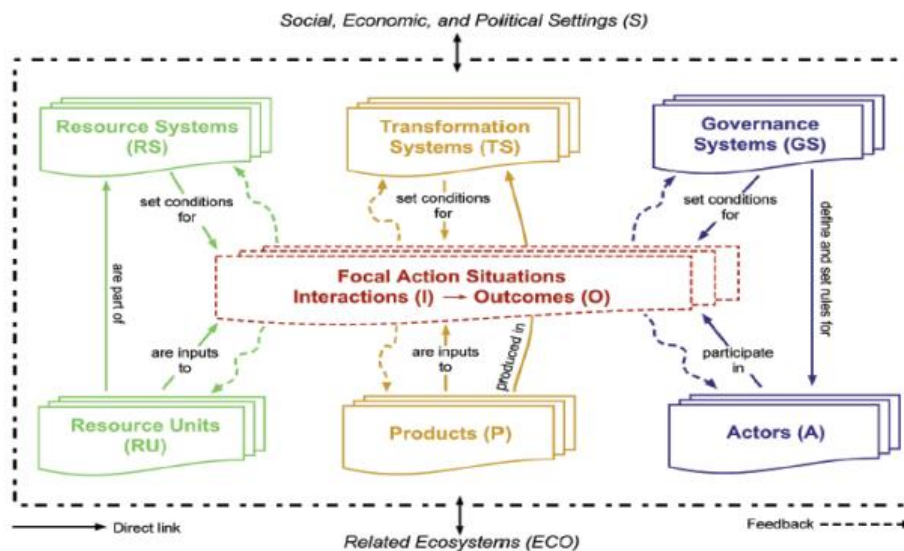 Social, Economic, and Political Settings (S)
Resource Systems
(RS)
Transformation
Systems (TS)
Governance
Systems (GS)
set conditions
for
set conditions
for
set conditions
for
define and set rules for
are part of
Focal Action Situations
Interactions (I) → Outcomes (O)
are inputs
to
are inputs
to
produced in
participate
in
Resource Units
(RU)
Products (P)
Actors (A)
Direct link
Feedback
Related Ecosystems (ECO)